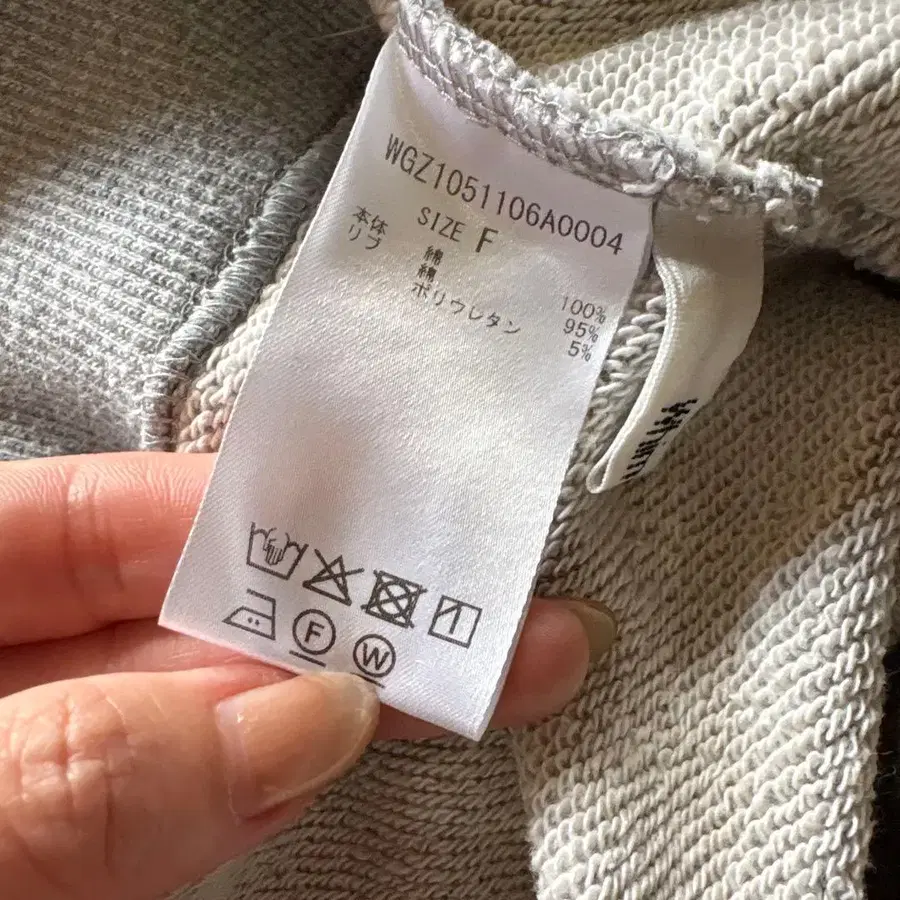 WGZ1051106A0004
SIZE F
本体 綿 100%
リブ 綿 95%
ポリウレタン 5%
F
W